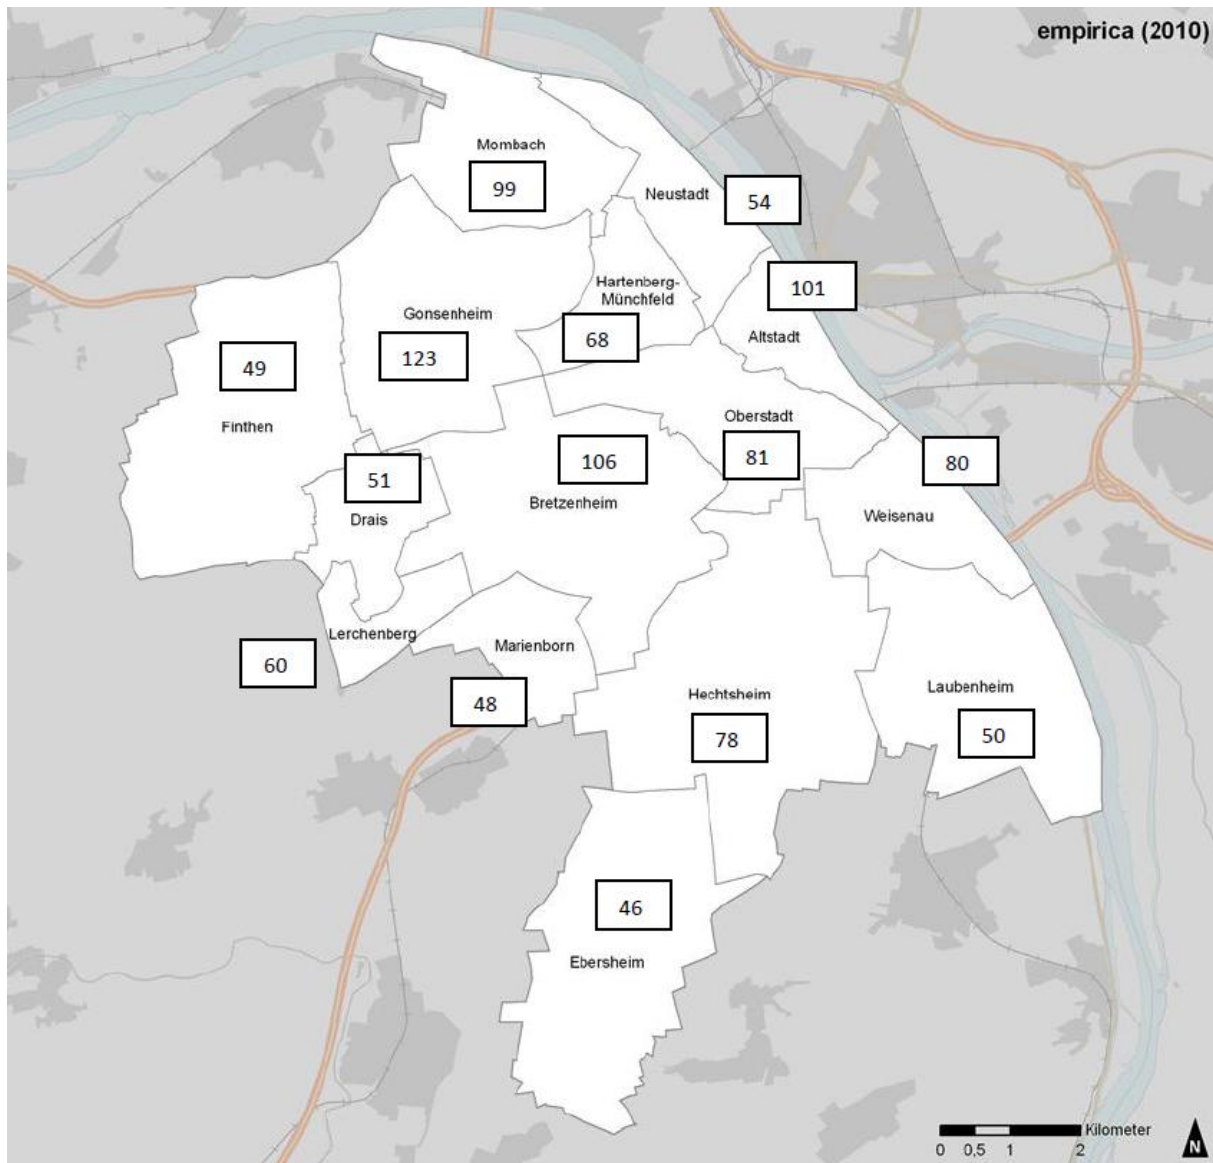 empirica (2010)
Mombach
99
Neustadt
54
Hartenberg-
Münchfeld
68
101
Altstadt
Gonsenheim
123
49
Finthen
Oberstadt
81
80
Weisenau
51
Drais
106
Bretzenheim
Lerchenberg
60
Marienborn
48
Hechtsheim
78
Laubenheim
50
46
Ebersheim
Kilometer
0 0,5 1 2
N